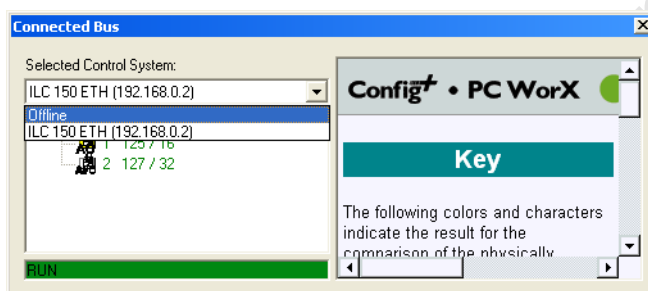 Connected Bus
Selected Control System:
ILC 150 ETH (192.168.0.2)
Offline
ILC 150 ETH (192.168.0.2)
1 125 / 16
2 127 / 32
RUN
Config+ • PC WorX
Key
The following colors and characters
indicate the result for the
comparison of the physically